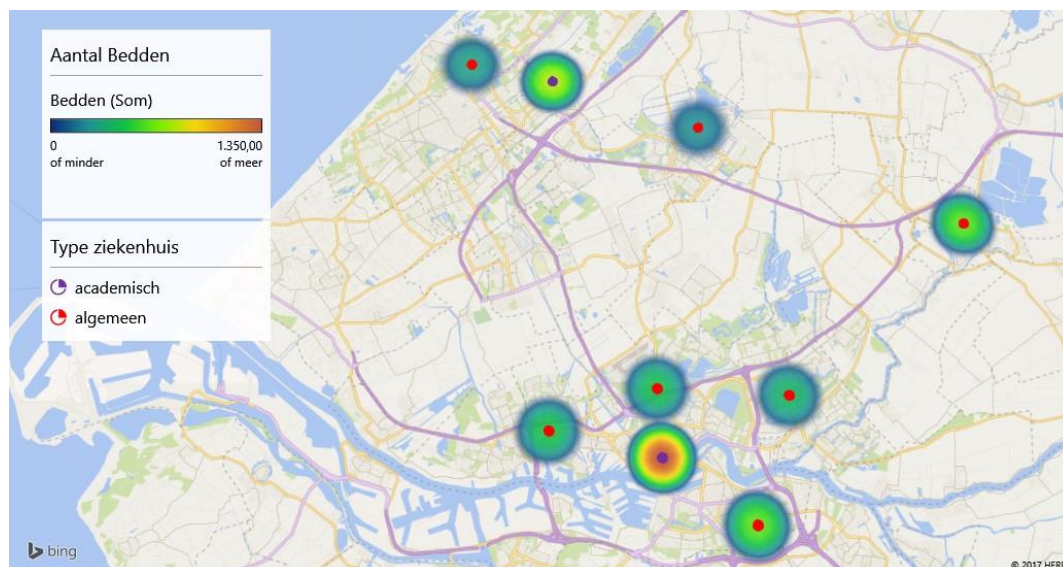 Aantal Bedden
Bedden (Som)
0
of minder
1.350,00
of meer
Type ziekenhuis
academisch
algemeen
bing
© 2017 HERE